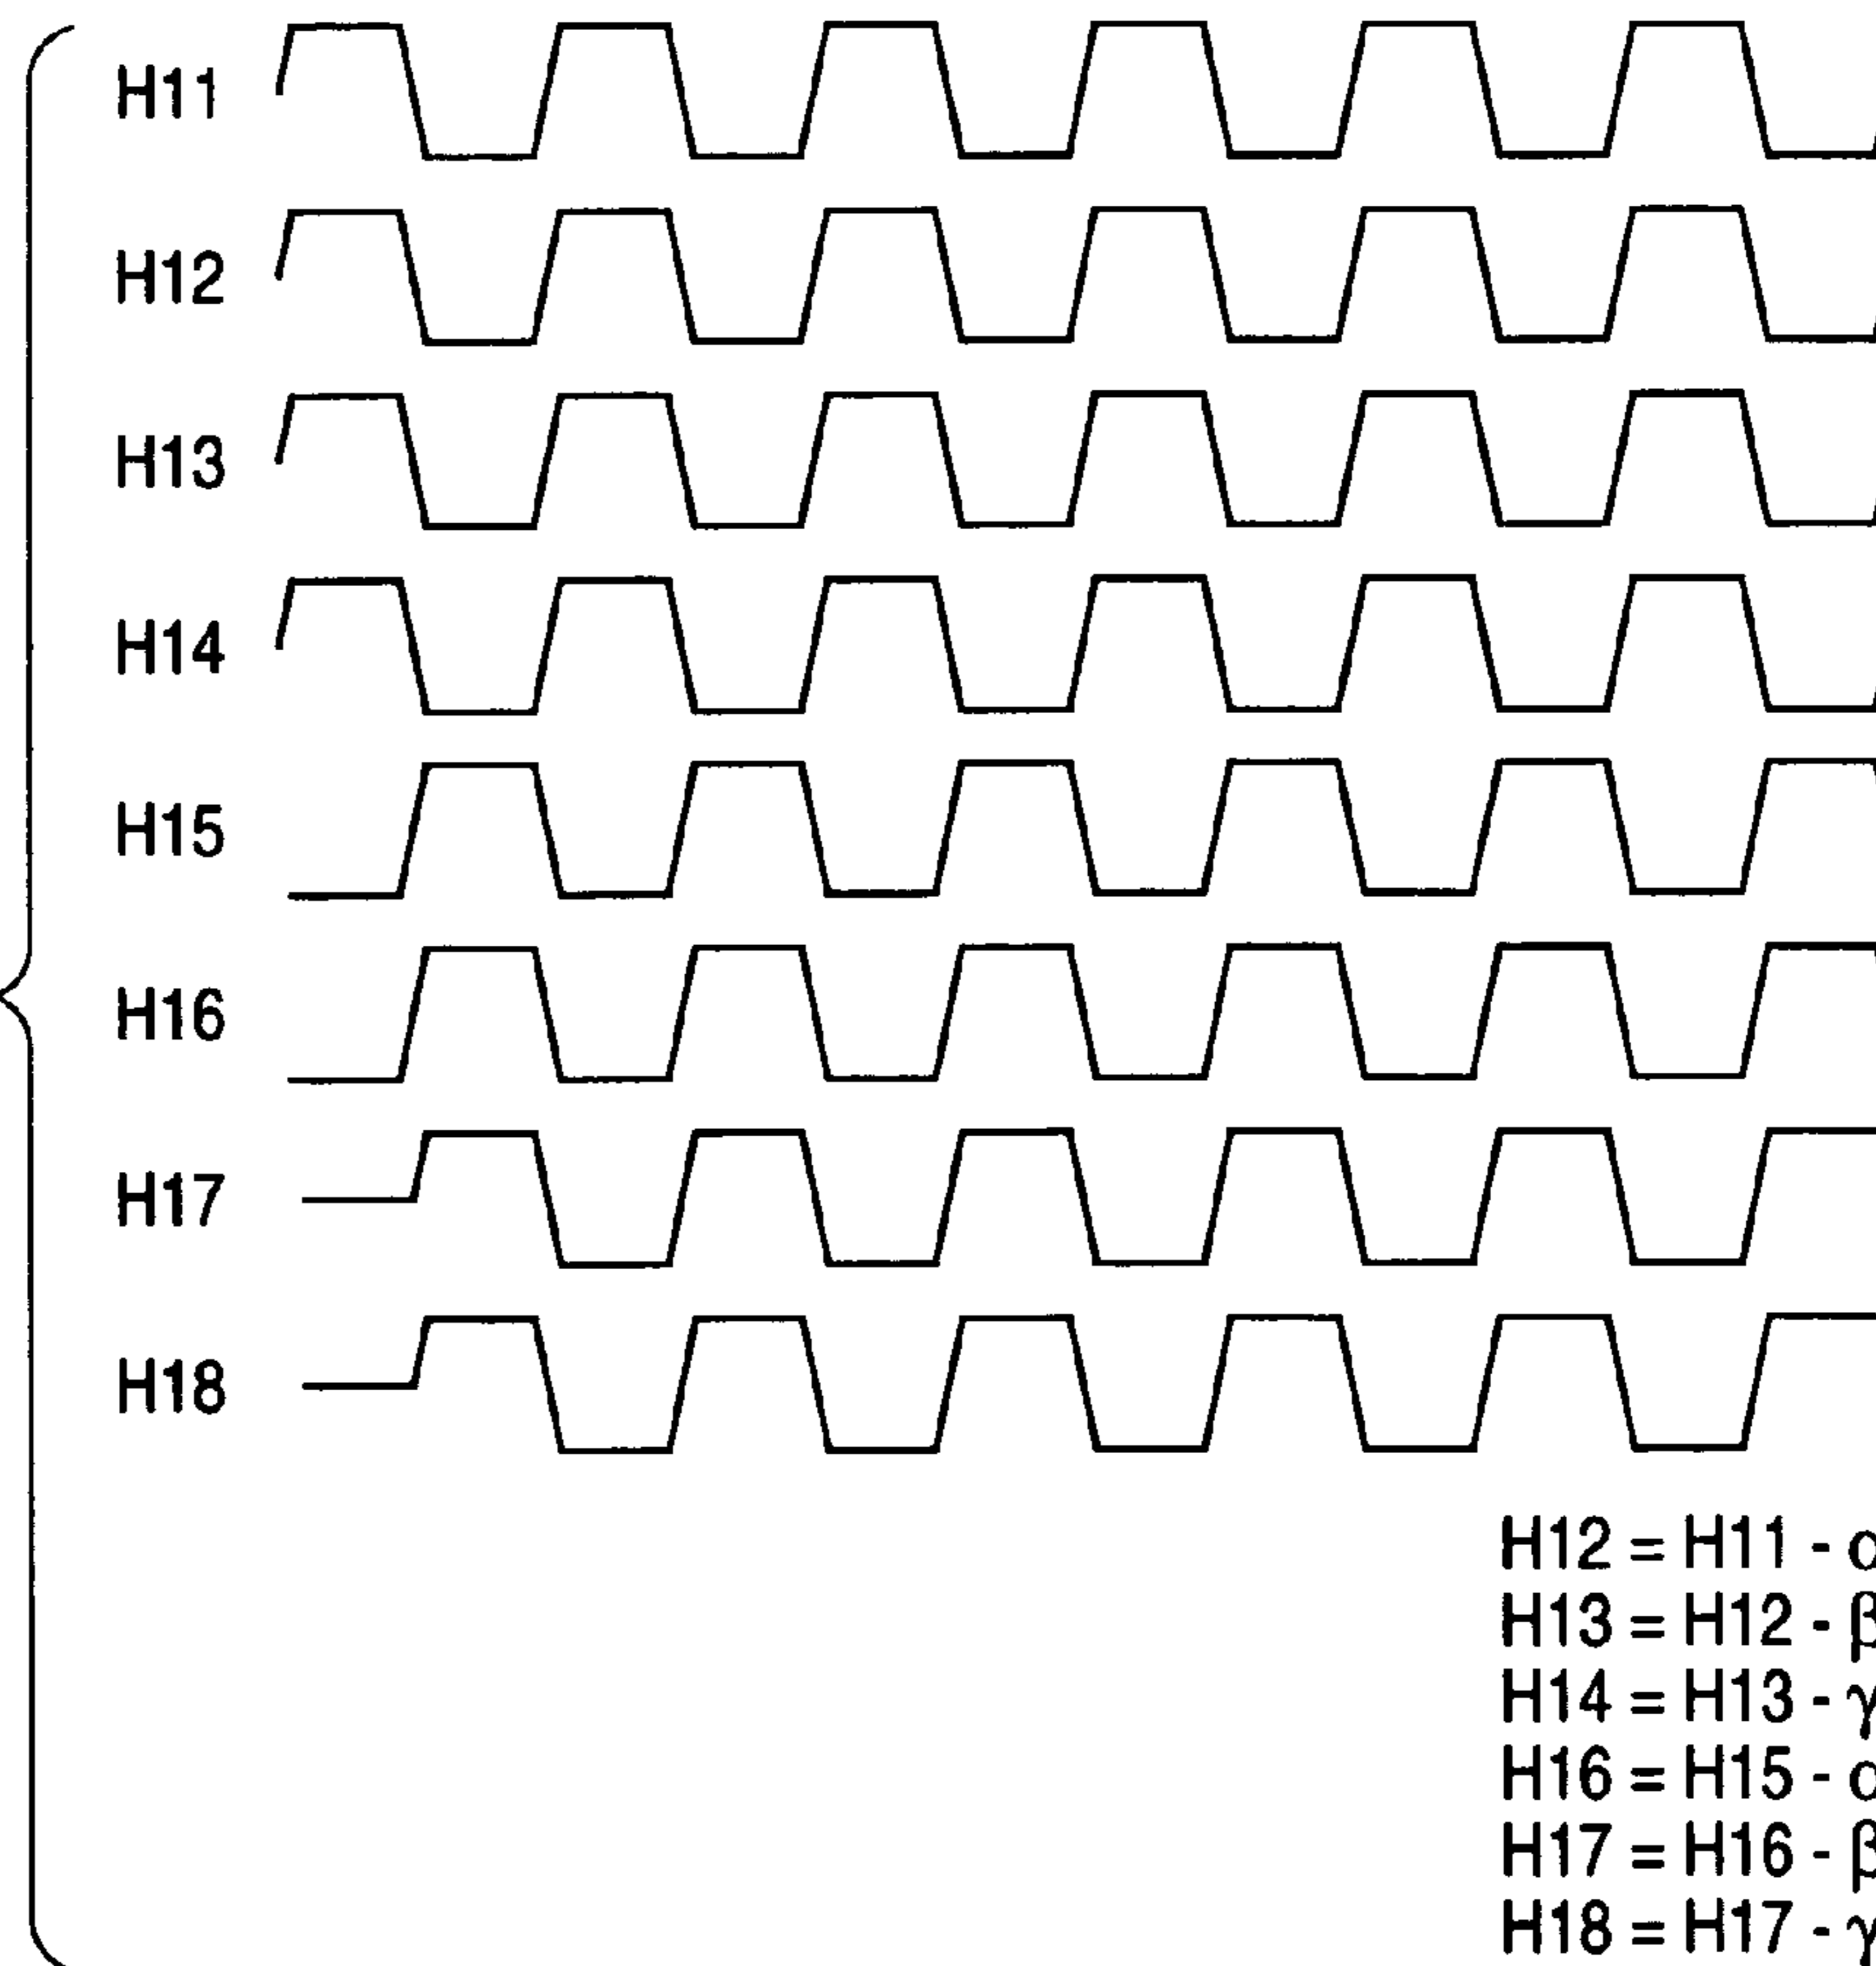 H11
H12
H13
H14
H15
H16
H17
H18
H12 = H11 - α
H13 = H12 - β
H14 = H13 - γ
H16 = H15 - α
H17 = H16 - β
H18 = H17 - γ